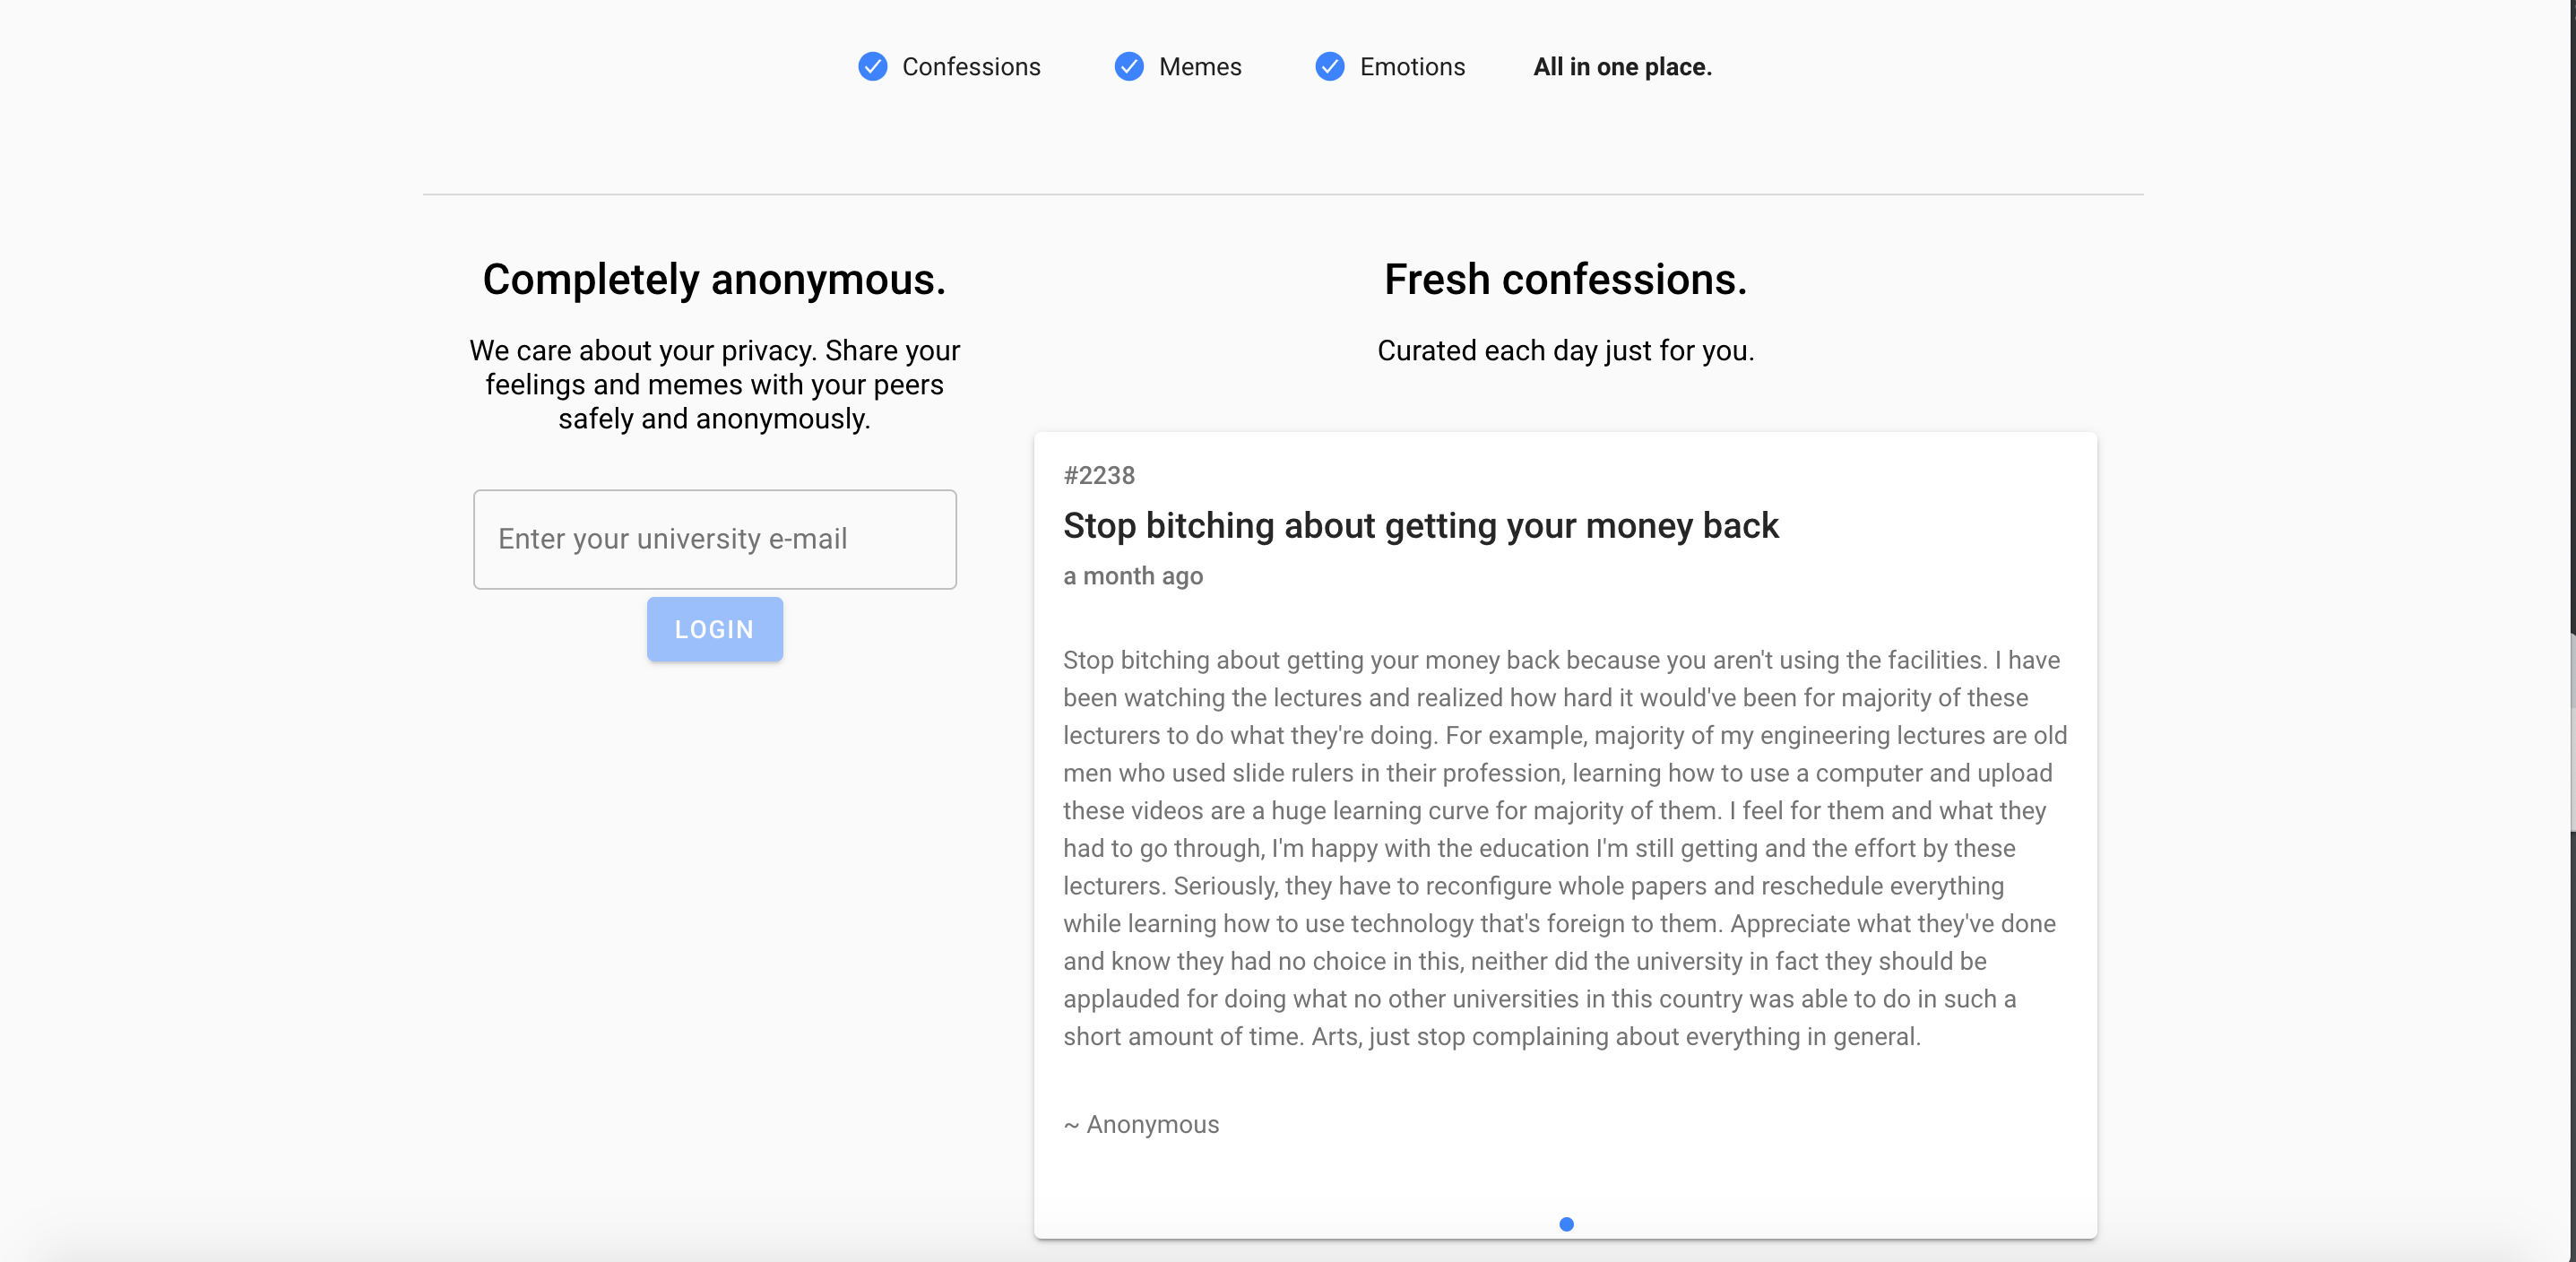 Confessions Memes Emotions All in one place.
Completely anonymous.
We care about your privacy. Share your
feelings and memes with your peers
safely and anonymously.
Enter your university e-mail
LOGIN
Fresh confessions.
Curated each day just for you.
#2238
Stop bitching about getting your money back
a month ago
Stop bitching about getting your money back because you aren't using the facilities. I have
been watching the lectures and realized how hard it would've been for majority of these
lecturers to do what they're doing. For example, majority of my engineering lectures are old
men who used slide rulers in their profession, learning how to use a computer and upload
these videos are a huge learning curve for majority of them. I feel for them and what they
had to go through, I'm happy with the education I'm still getting and the effort by these
lecturers. Seriously, they have to reconfigure whole papers and reschedule everything
while learning how to use technology that's foreign to them. Appreciate what they've done
and know they had no choice in this, neither did the university in fact they should be
applauded for doing what no other universities in this country was able to do in such a
short amount of time. Arts, just stop complaining about everything in general.
~ Anonymous